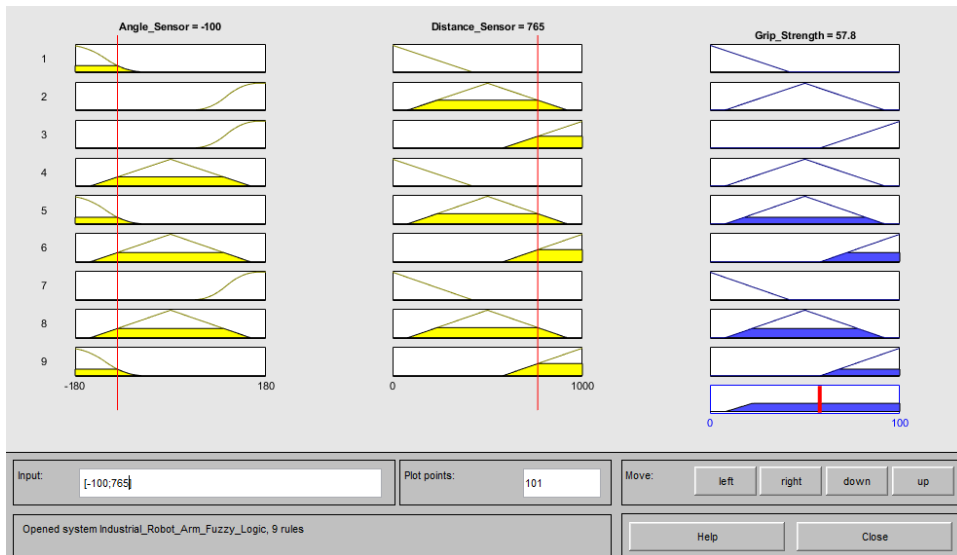 Angle_Sensor = -100
Distance_Sensor = 765
Grip_Strength = 57.8
1
2
3
4
5
6
7
8
9
-180
180
0
1000
0
100
Input:
[-100;765]
Plot points:
101
Move:
left
right
down
up
Opened system Industrial_Robot_Arm_Fuzzy_Logic, 9 rules
Help
Close